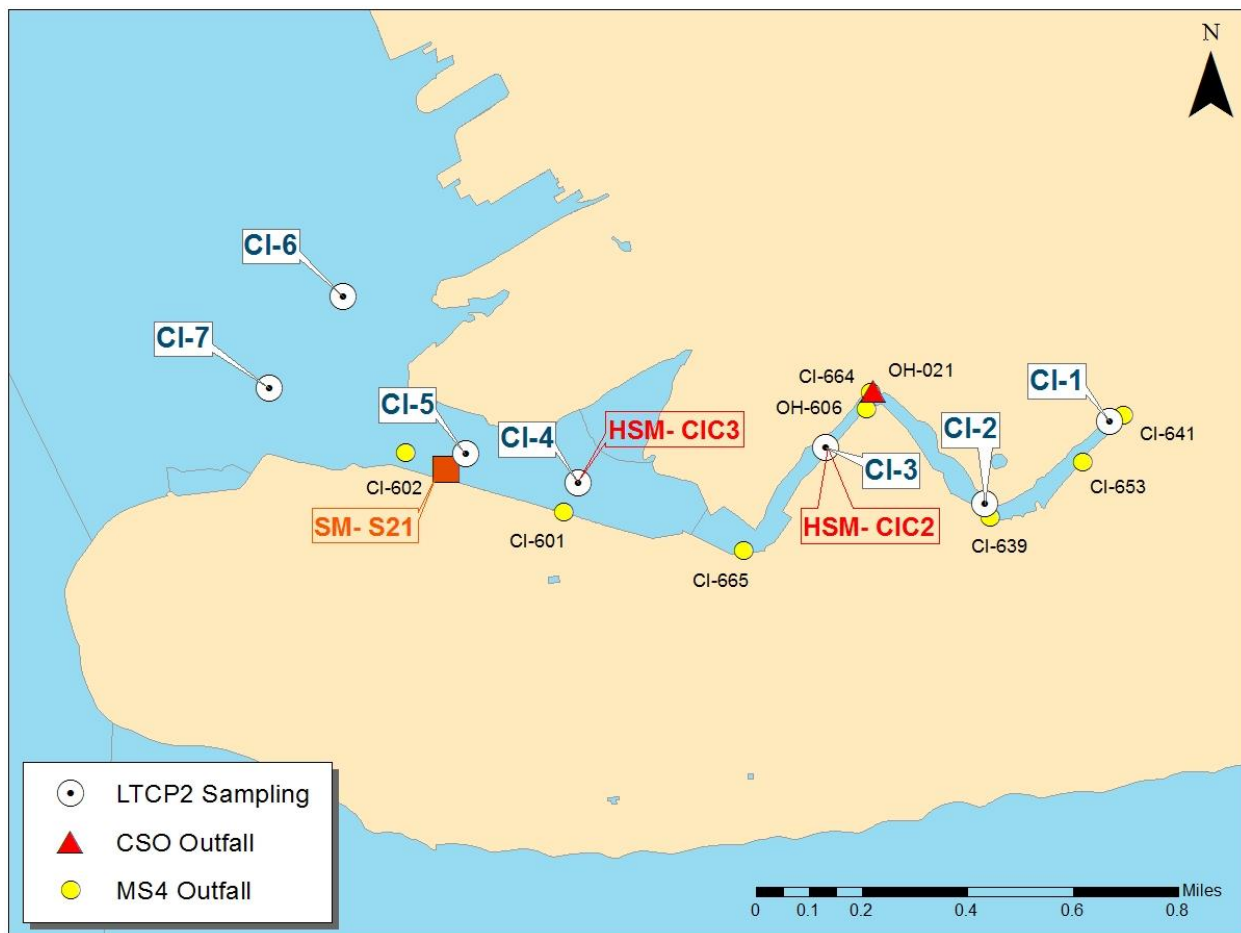 N
CI-6
CI-7
CI-5
CI-4
HSM- CIC3
CI-664
OH-021
OH-606
CI-1
CI-2
CI-641
CI-3
CI-653
CI-602
SM- S21
CI-601
HSM- CIC2
CI-639
CI-665
LTCP2 Sampling
CSO Outfall
MS4 Outfall
Miles
0 0.1 0.2 0.4 0.6 0.8